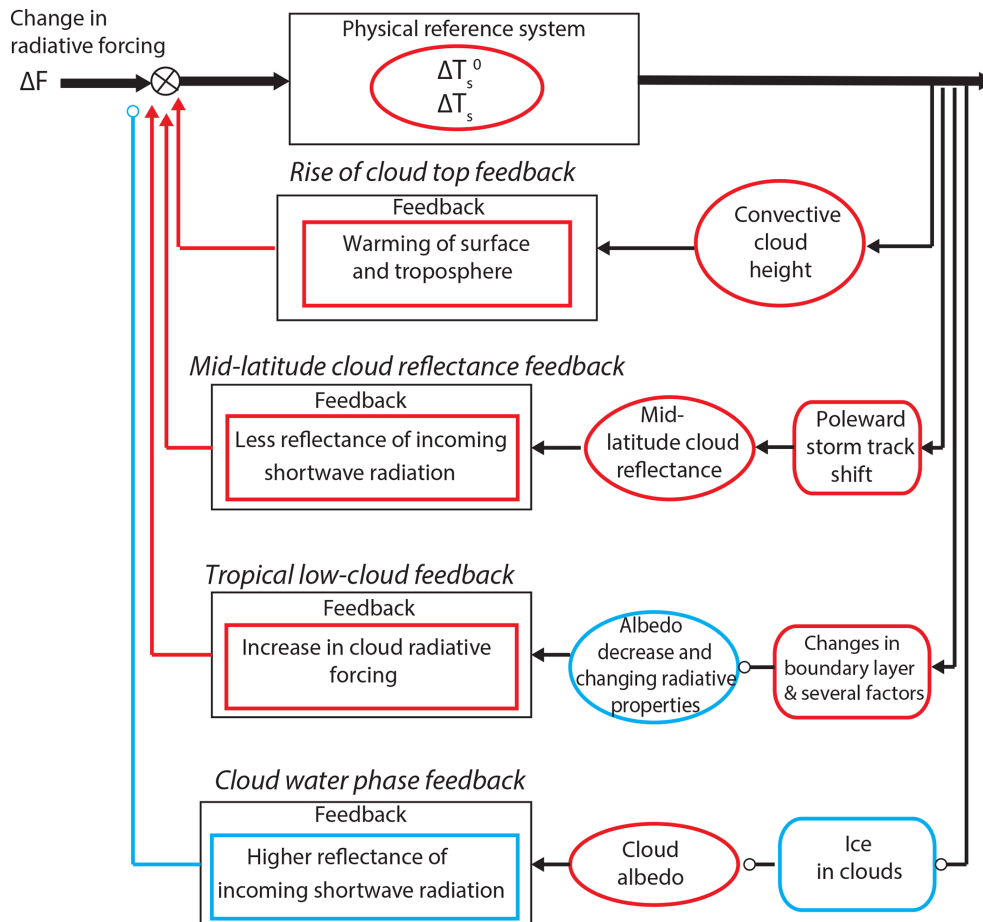 Change in
radiative forcing
ΔF
Physical reference system
ΔTs⁰
ΔTs
Rise of cloud top feedback
Feedback
Warming of surface
and troposphere
Convective
cloud
height
Mid-latitude cloud reflectance feedback
Feedback
Less reflectance of incoming
shortwave radiation
Mid-
latitude cloud
reflectance
Poleward
storm track
shift
Tropical low-cloud feedback
Feedback
Increase in cloud radiative
forcing
Albedo
decrease and
changing radiative
properties
Changes in
boundary layer
& several factors
Cloud water phase feedback
Feedback
Higher reflectance of
incoming shortwave radiation
Cloud
albedo
Ice
in clouds